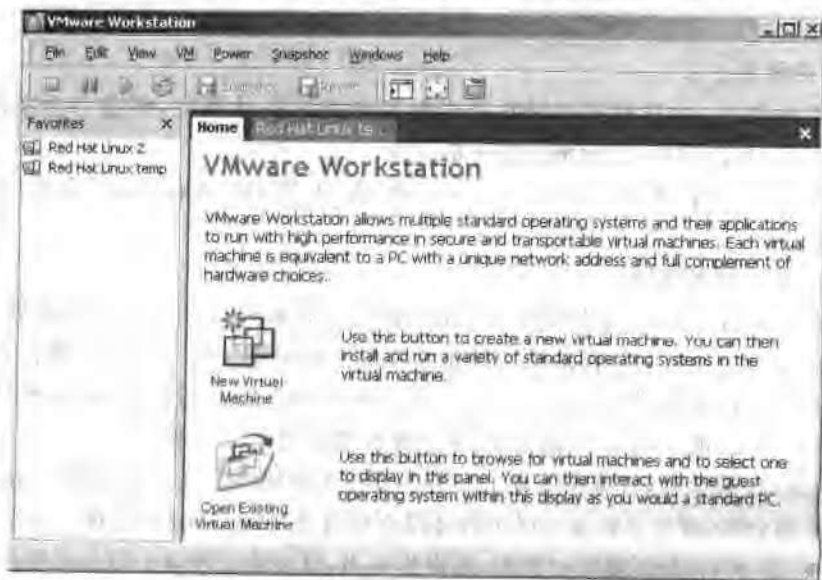 VMware Workstation
File Edit View VM Power Snapshot Windows Help
Snapshot Revert
Favorites
Red Hat Linux 2
Red Hat Linux temp
Home Red Hat Linux te...
VMware Workstation
VMware Workstation allows multiple standard operating systems and their applications
to run with high performance in secure and transportable virtual machines. Each virtual
machine is equivalent to a PC with a unique network address and full complement of
hardware choices.
Use this button to create a new virtual machine. You can then
install and run a variety of standard operating systems in the
virtual machine.
New Virtual
Machine
Use this button to browse for virtual machines and to select one
to display in this panel. You can then interact with the guest
operating system within this display as you would a standard PC.
Open Existing
Virtual Machine